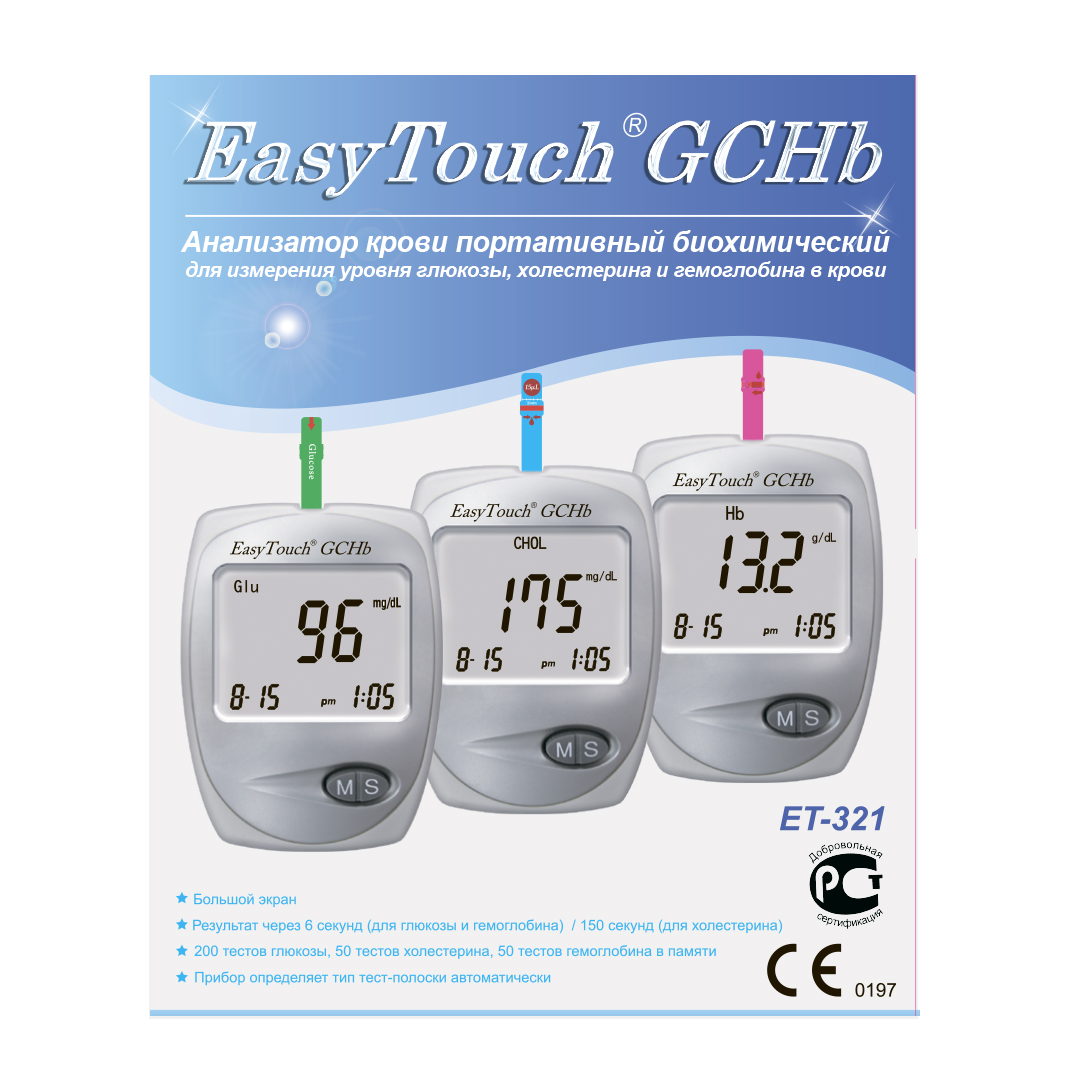 EasyTouch® GCHb
Анализатор крови портативный биохимический
для измерения уровня глюкозы, холестерина и гемоглобина в крови
Glucose
EasyTouch® GCHb
Glu
96 mg/dL
8-15 pm 1:05
M S
15μL
EasyTouch® GCHb
CHOL
175 mg/dL
8-15 pm 1:05
M S
EasyTouch® GCHb
Hb
13.2 g/dL
8-15 pm 1:05
M S
ET-321
Добровольная
РСТ
сертификация
Большой экран
Результат через 6 секунд (для глюкозы и гемоглобина) / 150 секунд (для холестерина)
200 тестов глюкозы, 50 тестов холестерина, 50 тестов гемоглобина в памяти
Прибор определяет тип тест-полоски автоматически
CE 0197